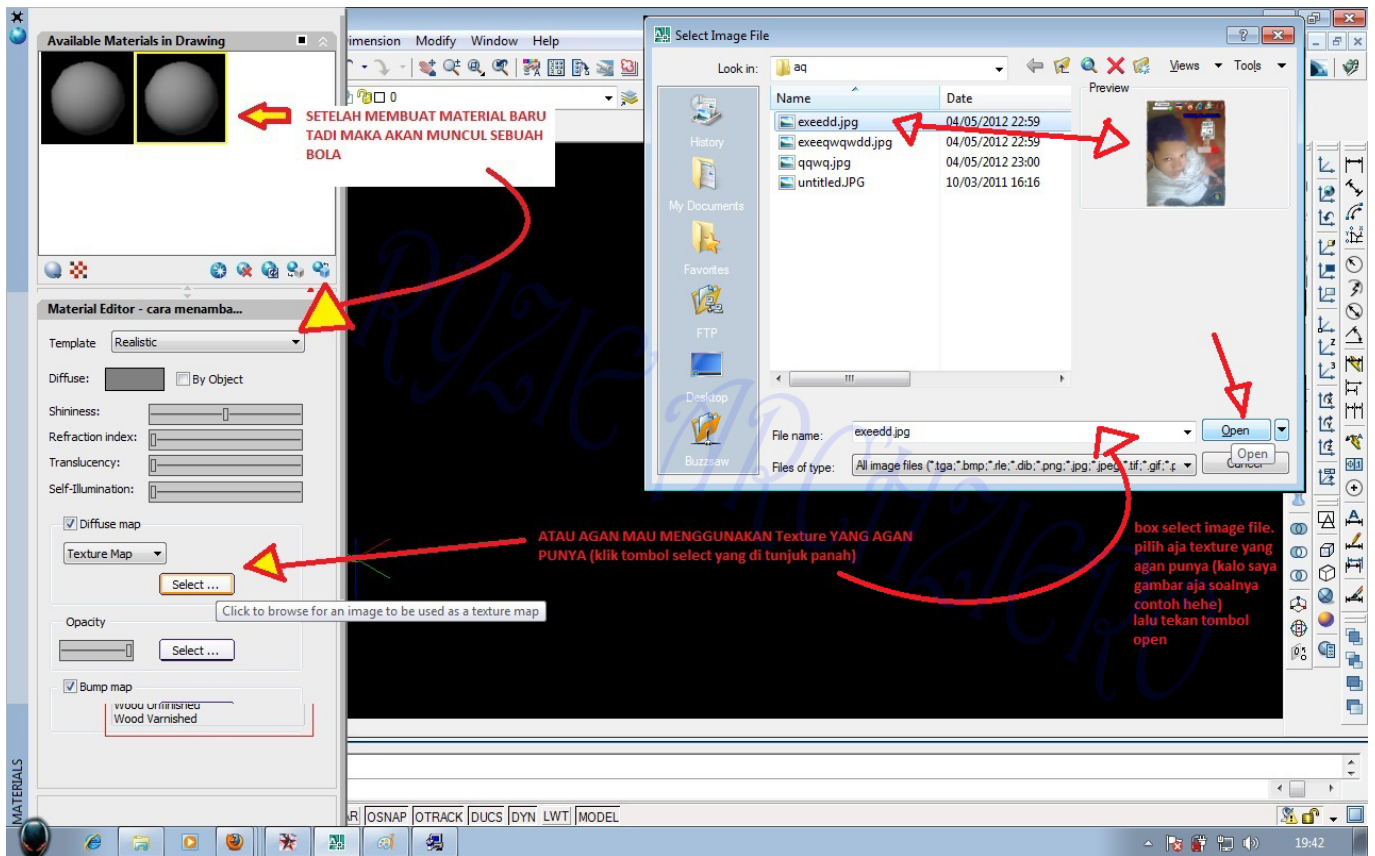 Available Materials in Drawing
imension Modify Window Help
0
SETELAH MEMBUAT MATERIAL BARU
TADI MAKA AKAN MUNCUL SEBUAH
BOLA
Material Editor - cara menamba...
Template Realistic
Diffuse: By Object
Shininess:
Refraction index:
Translucency:
Self-Illumination:
Diffuse map
Texture Map
Select ...
Click to browse for an image to be used as a texture map
Opacity
Select ...
Bump map
Wood Unfinished
Wood Varnished
MATERIALS
Select Image File
Look in: aq
Views Tools
Name Date
Preview
exeedd.jpg 04/05/2012 22:59
exeeqwqwdd.jpg 04/05/2012 22:59
qqwq.jpg 04/05/2012 23:00
untitled.JPG 10/03/2011 16:16
History
My Documents
Favorites
FTP
Desktop
Buzzsaw
File name: exeedd.jpg
Open
Files of type: All image files (*.tga;*.bmp;*.rle;*.dib;*.png;*.jpg;*.jpeg;*.tif;*.gif;*.p
Cancel
Open
ATAU AGAN MAU MENGGUNAKAN Texture YANG AGAN
PUNYA (klik tombol select yang di tunjuk panah)
box select image file.
pilih aja texture yang
agan punya (kalo saya
gambar aja soalnya
contoh hehe)
lalu tekan tombol
open
RYZIE ARCHZIEKO
AR OSNAP OTRACK DUCS DYN LWT MODEL
19:42